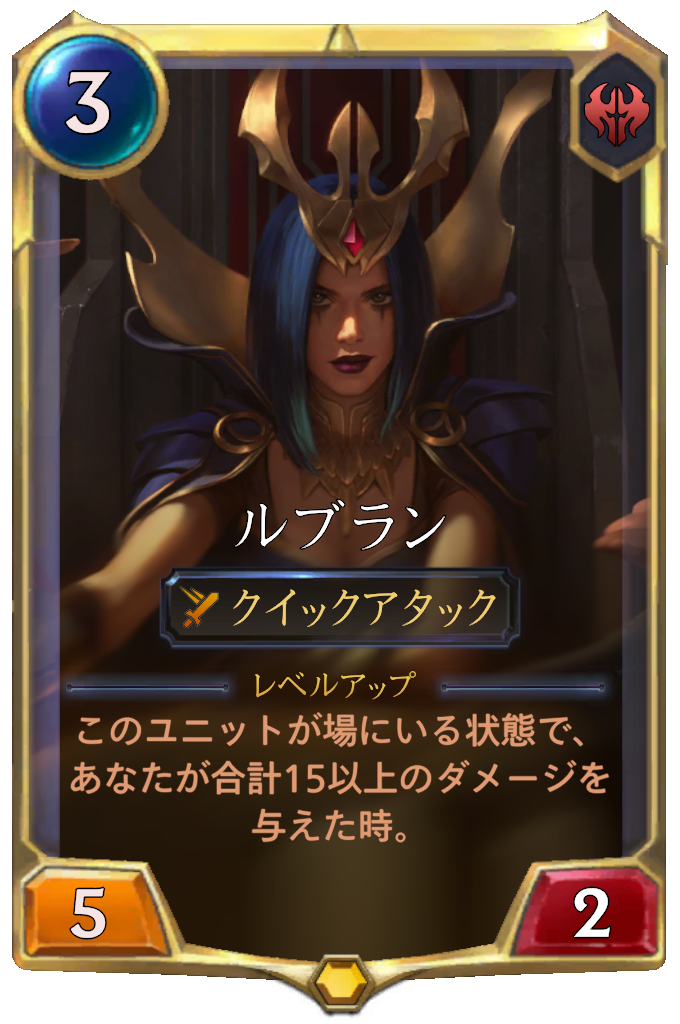 3
ルブラン
クイックアタック
レベルアップ
このユニットが場にいる状態で、
あなたが合計15以上のダメージを
与えた時。
5
2